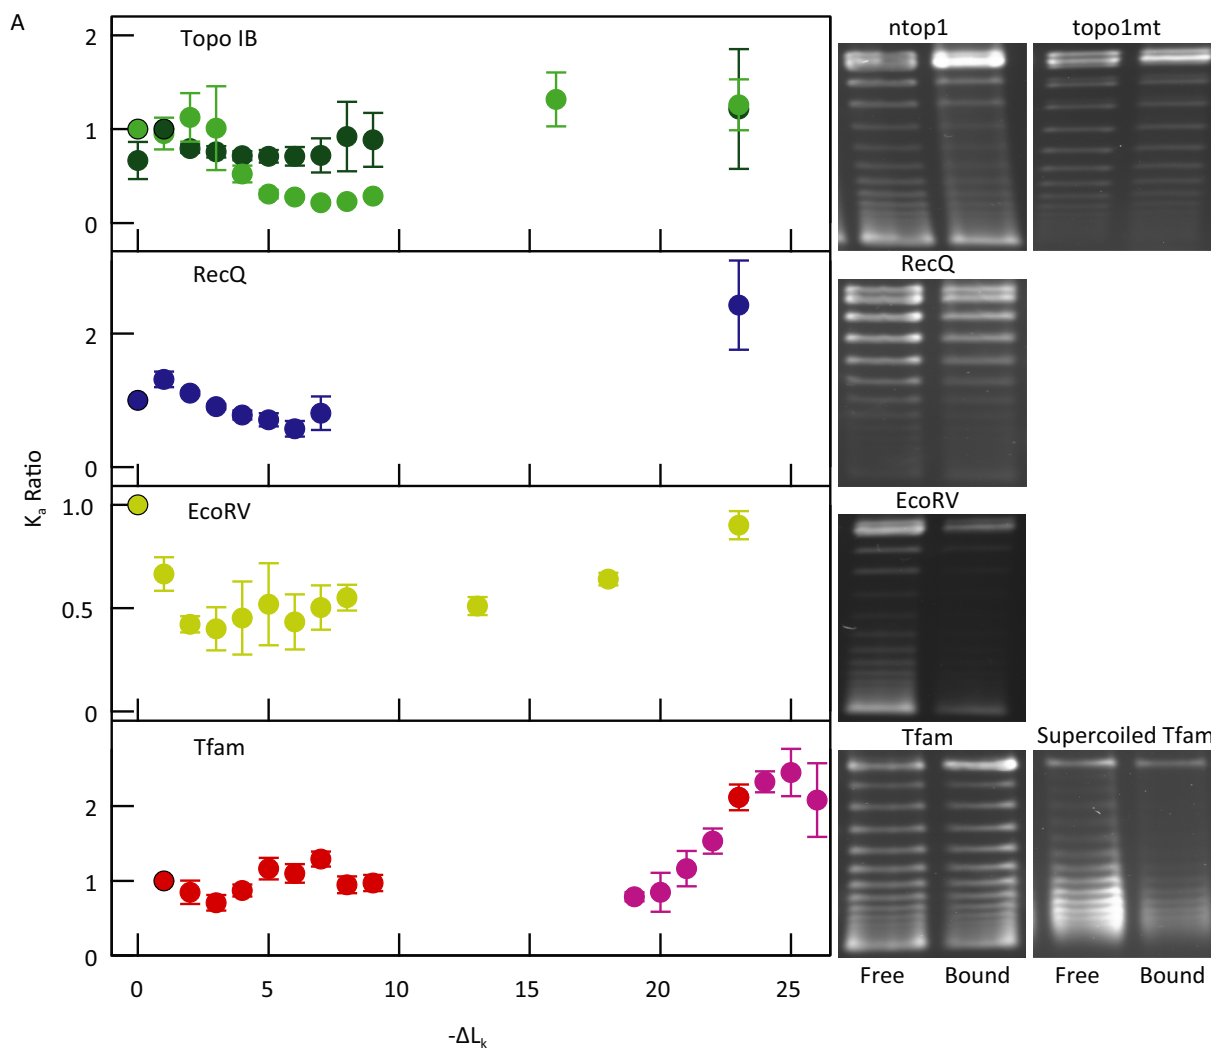 A
Topo IB
ntop1
topo1mt
2
1
0
RecQ
RecQ
2
0
EcoRV
EcoRV
1.0
0.5
0
Tfam
Tfam
Supercoiled Tfam
2
1
0
Free
Bound
Free
Bound
0
5
10
15
20
25
Ka Ratio
-ΔLk